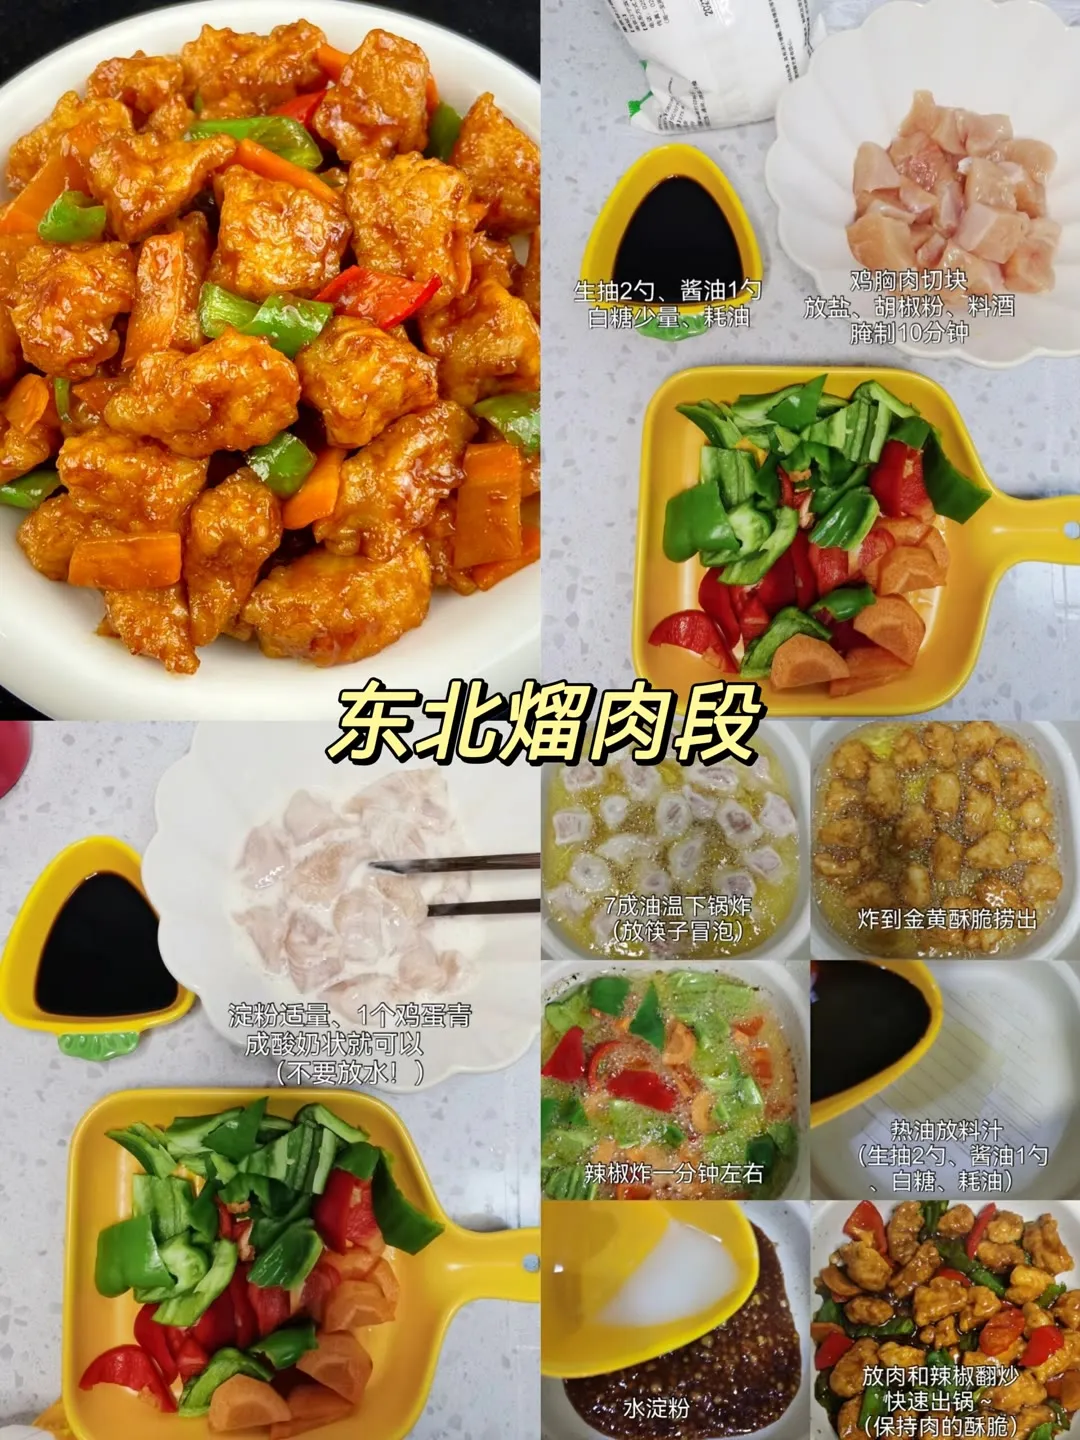 生抽2勺、酱油1勺
白糖少量、耗油
鸡胸肉切块
放盐、胡椒粉、料酒
腌制10分钟
东北熘肉段
淀粉适量、1个鸡蛋青
成酸奶状就可以
（不要放水！）
7成油温下锅炸
（放筷子冒泡）
炸到金黄酥脆捞出
辣椒炸一分钟左右
热油放料汁
（生抽2勺、酱油1勺
、白糖、耗油）
水淀粉
放肉和辣椒翻炒
快速出锅~
（保持肉的酥脆）